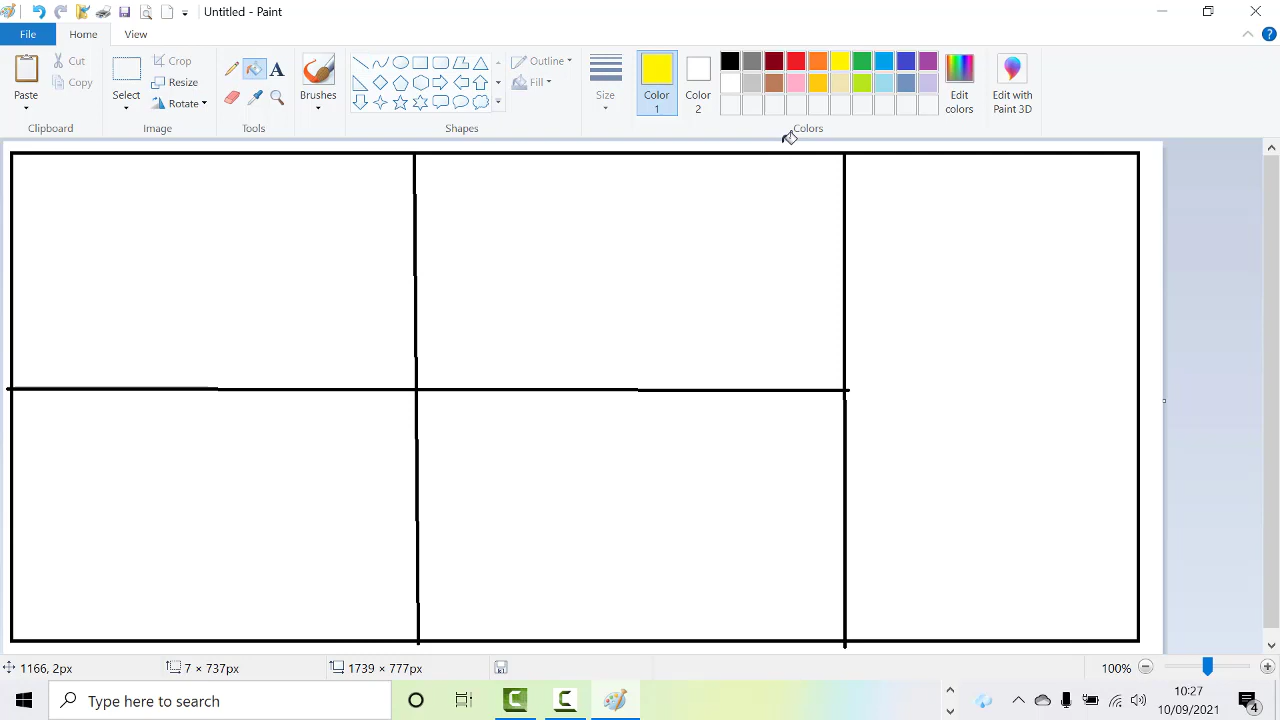 Untitled - Paint
File
Home
View
Paste
Cut
Copy
Clipboard
Select
Crop
Resize
Rotate
Image
A
Tools
Brushes
Outline
Fill
Shapes
Size
Color 1
Color 2
Colors
Edit colors
Edit with Paint 3D
1166, 2px
7 × 737px
1739 × 777px
100%
Type here to search
10:27
10/09/2021
4